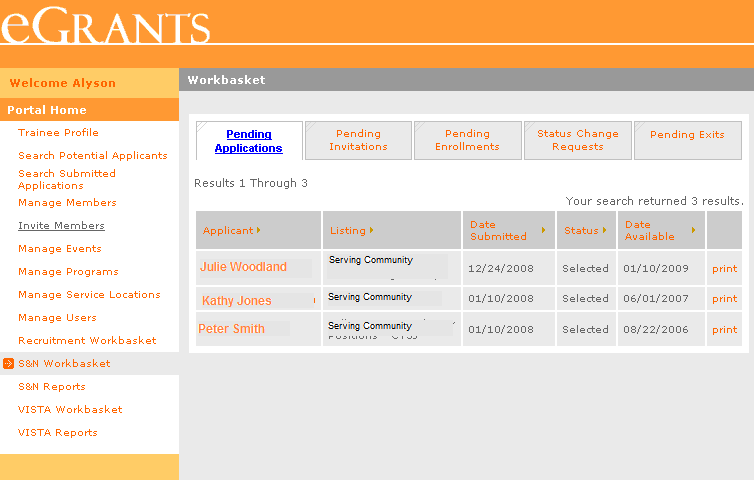 eGRANTS
Welcome Alyson
Workbasket
Portal Home
Trainee Profile
Search Potential Applicants
Search Submitted
Applications
Manage Members
Invite Members
Manage Events
Manage Programs
Manage Service Locations
Manage Users
Recruitment Workbasket
S&N Workbasket
S&N Reports
VISTA Workbasket
VISTA Reports
Pending
Applications
Pending
Invitations
Pending
Enrollments
Status Change
Requests
Pending Exits
Results 1 Through 3
Your search returned 3 results.
Applicant Listing Date Submitted Status Date Available
Julie Woodland Serving Community 12/24/2008 Selected 01/10/2009 print
Kathy Jones Serving Community 01/10/2008 Selected 06/01/2007 print
Peter Smith Serving Community 01/10/2008 Selected 08/22/2006 print